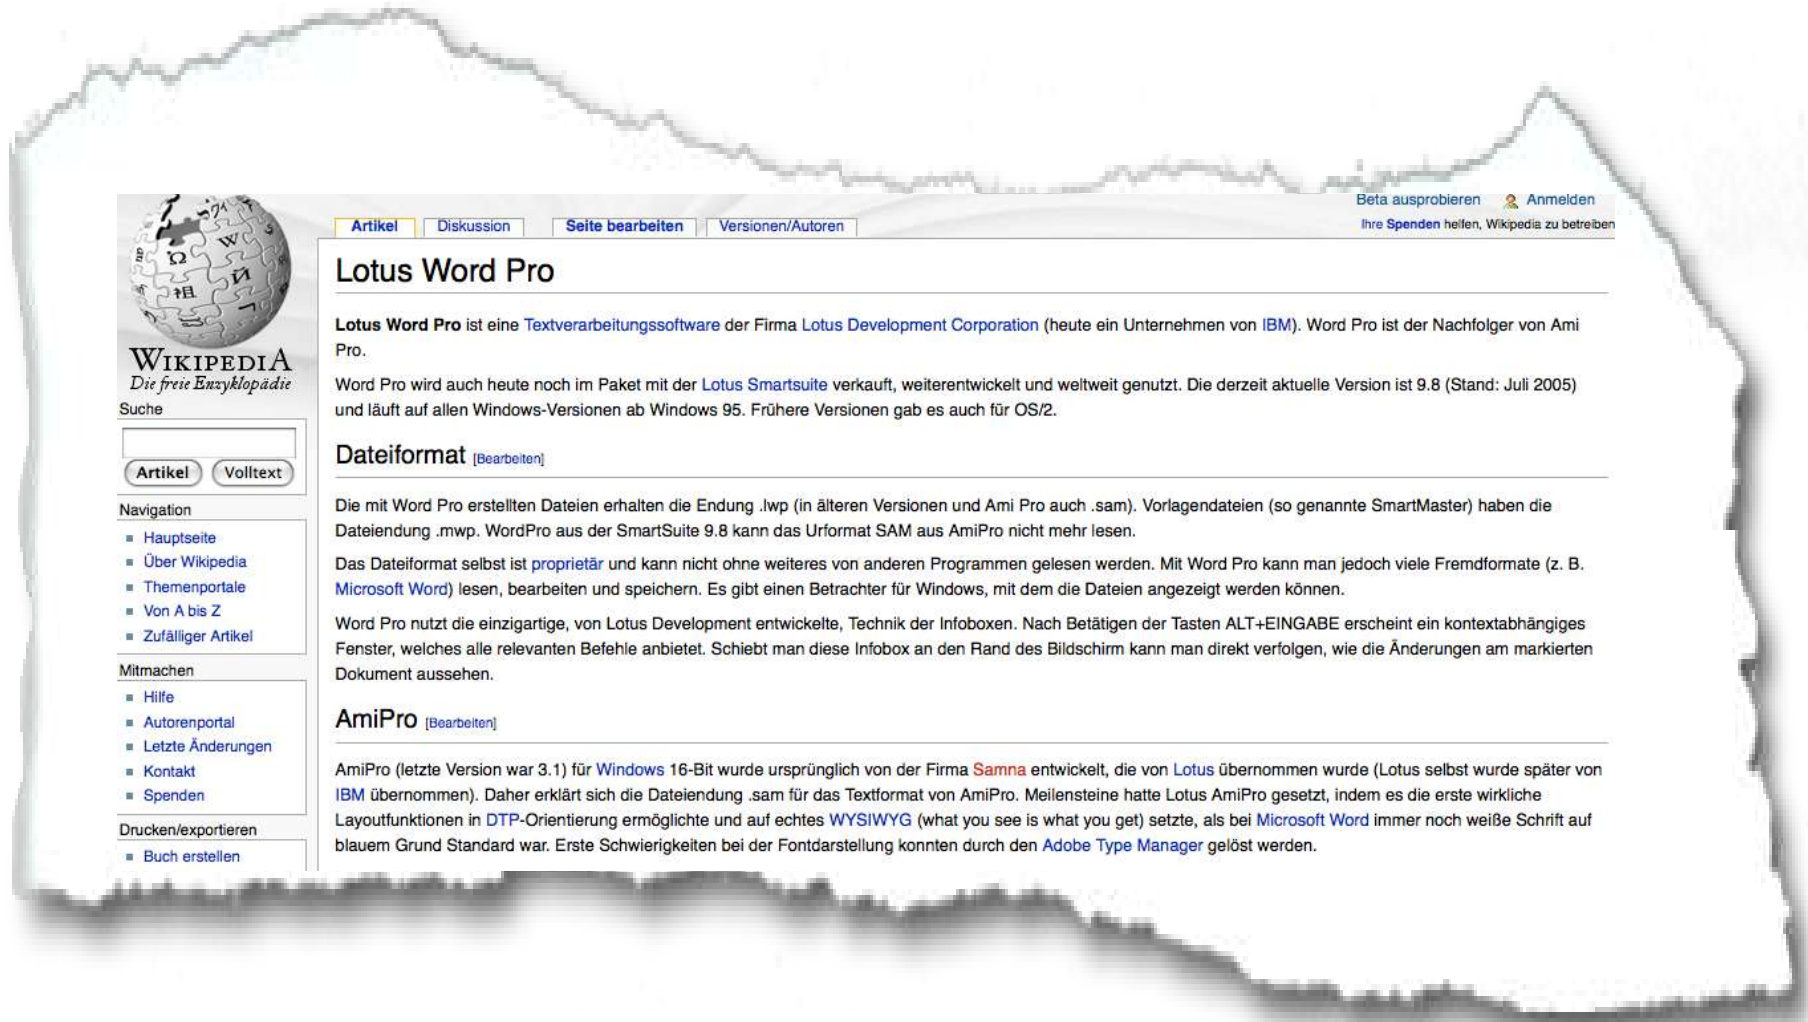 Beta ausprobieren Anmelden
Artikel Diskussion Seite bearbeiten Versionen/Autoren
Ihre Spenden helfen, Wikipedia zu betreiben
Lotus Word Pro
Lotus Word Pro ist eine Textverarbeitungssoftware der Firma Lotus Development Corporation (heute ein Unternehmen von IBM). Word Pro ist der Nachfolger von Ami
Pro.
Word Pro wird auch heute noch im Paket mit der Lotus Smartsuite verkauft, weiterentwickelt und weltweit genutzt. Die derzeit aktuelle Version ist 9.8 (Stand: Juli 2005)
und läuft auf allen Windows-Versionen ab Windows 95. Frühere Versionen gab es auch für OS/2.
Dateiformat [Bearbeiten]
Die mit Word Pro erstellten Dateien erhalten die Endung .lwp (in älteren Versionen und Ami Pro auch .sam). Vorlagendateien (so genannte SmartMaster) haben die
Dateiendung .mwp. WordPro aus der SmartSuite 9.8 kann das Urformat SAM aus AmiPro nicht mehr lesen.
Das Dateiformat selbst ist proprietär und kann nicht ohne weiteres von anderen Programmen gelesen werden. Mit Word Pro kann man jedoch viele Fremdformate (z. B.
Microsoft Word) lesen, bearbeiten und speichern. Es gibt einen Betrachter für Windows, mit dem die Dateien angezeigt werden können.
Word Pro nutzt die einzigartige, von Lotus Development entwickelte, Technik der Infoboxen. Nach Betätigen der Tasten ALT+EINGABE erscheint ein kontextabhängiges
Fenster, welches alle relevanten Befehle anbietet. Schiebt man diese Infobox an den Rand des Bildschirm kann man direkt verfolgen, wie die Änderungen am markierten
Dokument aussehen.
AmiPro [Bearbeiten]
AmiPro (letzte Version war 3.1) für Windows 16-Bit wurde ursprünglich von der Firma Samna entwickelt, die von Lotus übernommen wurde (Lotus selbst wurde später von
IBM übernommen). Daher erklärt sich die Dateiendung .sam für das Textformat von AmiPro. Meilensteine hatte Lotus AmiPro gesetzt, indem es die erste wirkliche
Layoutfunktionen in DTP-Orientierung ermöglichte und auf echtes WYSIWYG (what you see is what you get) setzte, als bei Microsoft Word immer noch weiße Schrift auf
blauem Grund Standard war. Erste Schwierigkeiten bei der Fontdarstellung konnten durch den Adobe Type Manager gelöst werden.
WIKIPEDIA
Die freie Enzyklopädie
Suche
Artikel Volltext
Navigation
Hauptseite
Über Wikipedia
Themenportale
Von A bis Z
Zufälliger Artikel
Mitmachen
Hilfe
Autorenportal
Letzte Änderungen
Kontakt
Spenden
Drucken/exportieren
Buch erstellen